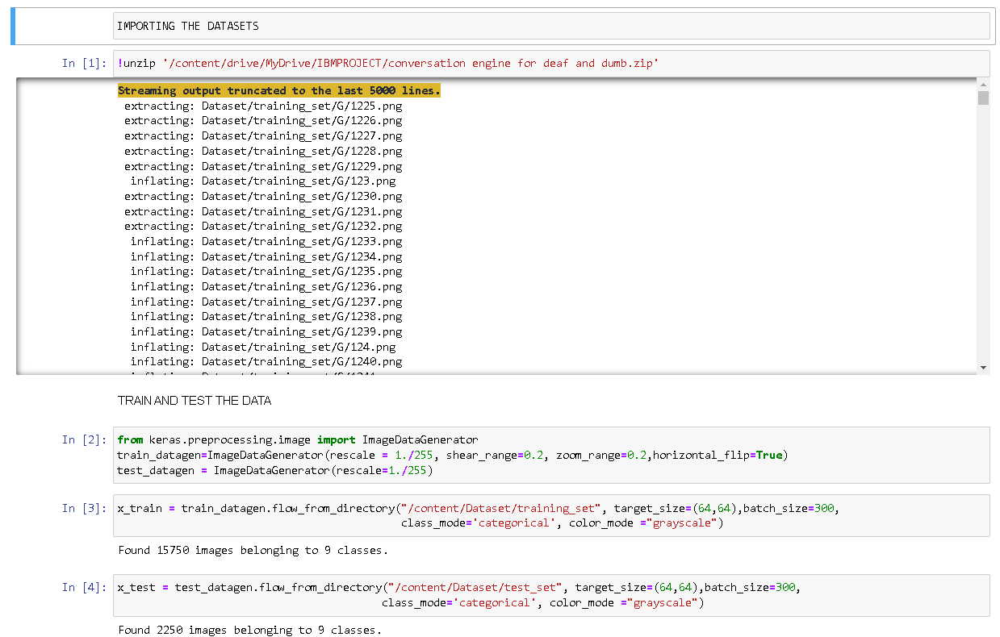 IMPORTING THE DATASETS
In [1]: !unzip '/content/drive/MyDrive/IBMPROJECT/conversation engine for deaf and dumb.zip'
Streaming output truncated to the last 5000 lines.
extracting: Dataset/training_set/G/1225.png
extracting: Dataset/training_set/G/1226.png
extracting: Dataset/training_set/G/1227.png
extracting: Dataset/training_set/G/1228.png
extracting: Dataset/training_set/G/1229.png
inflating: Dataset/training_set/G/123.png
extracting: Dataset/training_set/G/1230.png
extracting: Dataset/training_set/G/1231.png
extracting: Dataset/training_set/G/1232.png
inflating: Dataset/training_set/G/1233.png
inflating: Dataset/training_set/G/1234.png
inflating: Dataset/training_set/G/1235.png
inflating: Dataset/training_set/G/1236.png
inflating: Dataset/training_set/G/1237.png
inflating: Dataset/training_set/G/1238.png
inflating: Dataset/training_set/G/1239.png
inflating: Dataset/training_set/G/124.png
inflating: Dataset/training_set/G/1240.png
TRAIN AND TEST THE DATA
In [2]: from keras.preprocessing.image import ImageDataGenerator
train_datagen=ImageDataGenerator(rescale = 1./255, shear_range=0.2, zoom_range=0.2,horizontal_flip=True)
test_datagen = ImageDataGenerator(rescale=1./255)
In [3]: x_train = train_datagen.flow_from_directory("/content/Dataset/training_set", target_size=(64,64),batch_size=300,
class_mode='categorical', color_mode ="grayscale")
Found 15750 images belonging to 9 classes.
In [4]: x_test = test_datagen.flow_from_directory("/content/Dataset/test_set", target_size=(64,64),batch_size=300,
class_mode='categorical', color_mode ="grayscale")
Found 2250 images belonging to 9 classes.